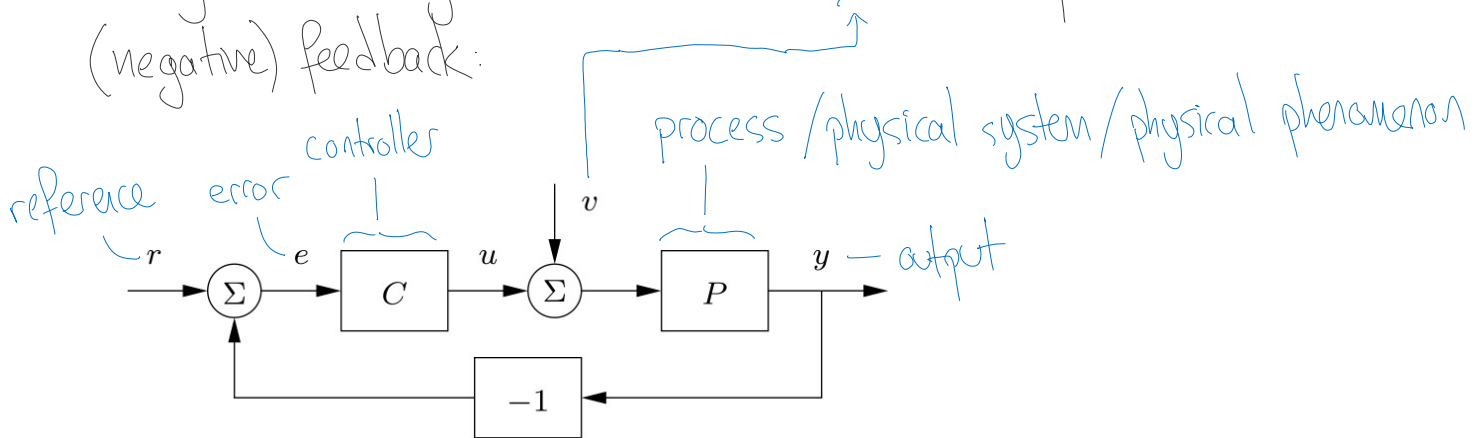 (negative) feedback:
process / physical system / physical phenomenon
controller
reference error
v
r e u y — output
Σ C Σ P
−1